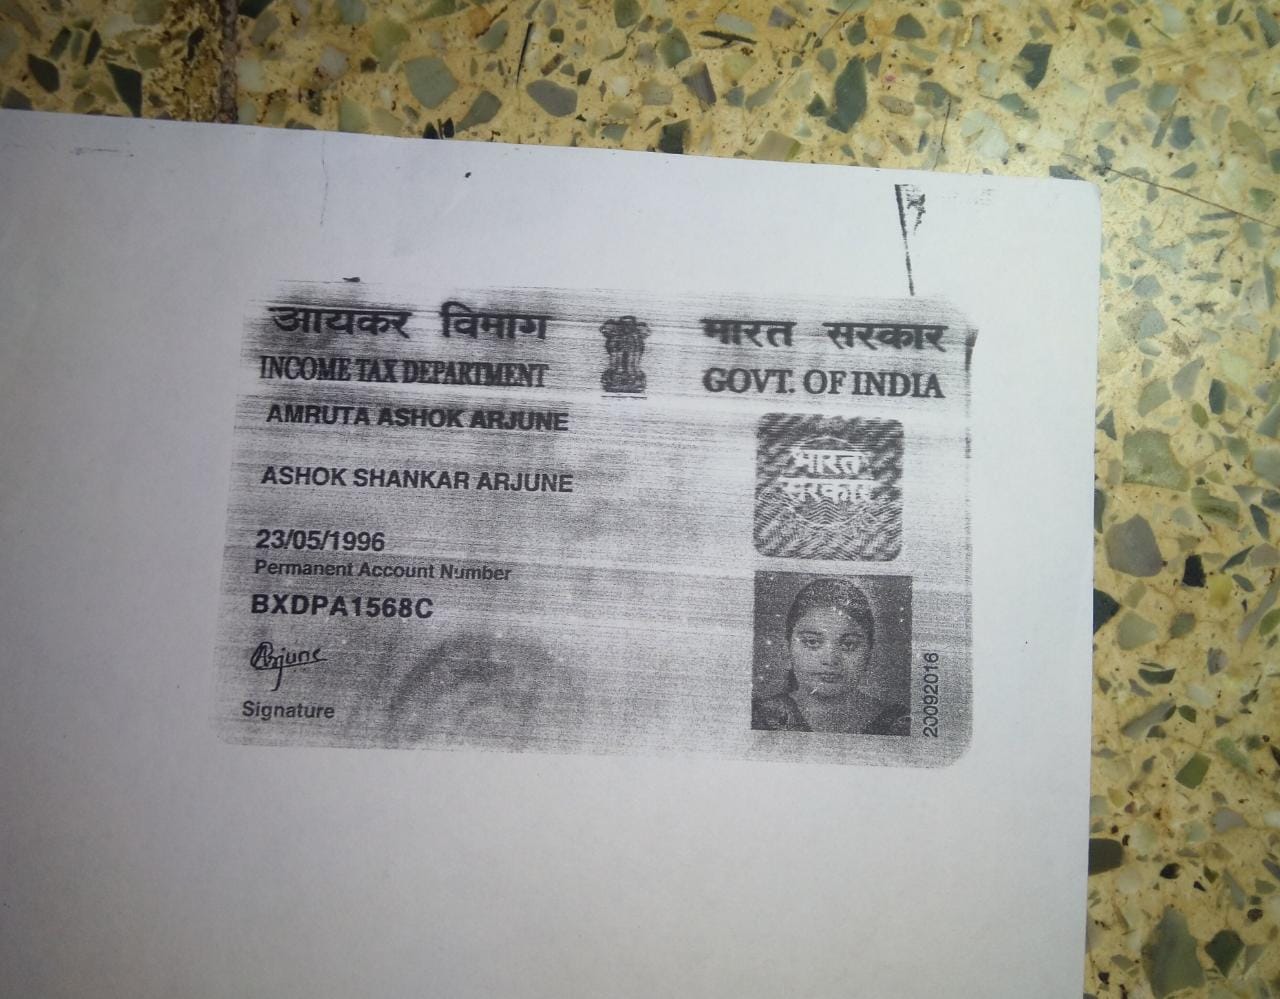 आयकर विभाग
INCOME TAX DEPARTMENT
भारत सरकार
GOVT. OF INDIA
AMRUTA ASHOK ARJUNE
ASHOK SHANKAR ARJUNE
23/05/1996
Permanent Account Number
BXDPA1568C
Arjune
Signature
भारत
सरकार
20092016